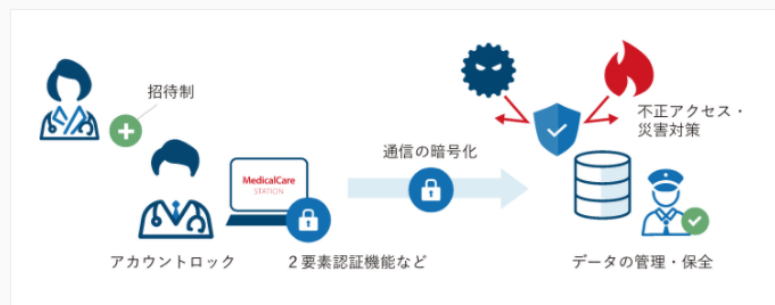 招待制
MedicalCare
STATION
不正アクセス・
災害対策
通信の暗号化
アカウントロック
2要素認証機能など
データの管理・保全